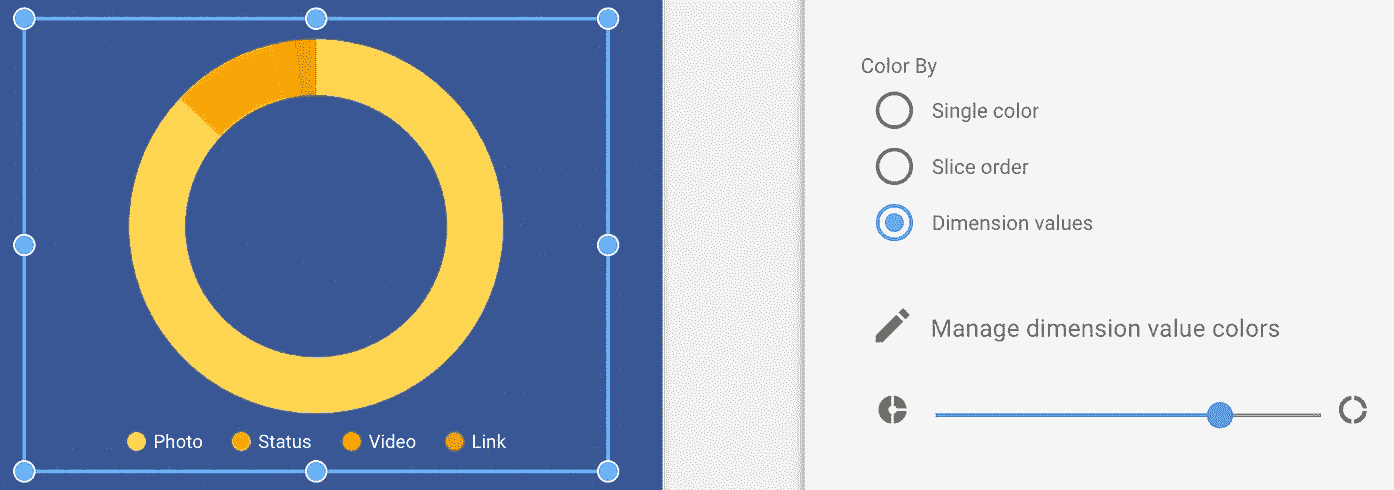 Photo Status Video Link
Color By
Single color
Slice order
Dimension values
Manage dimension value colors